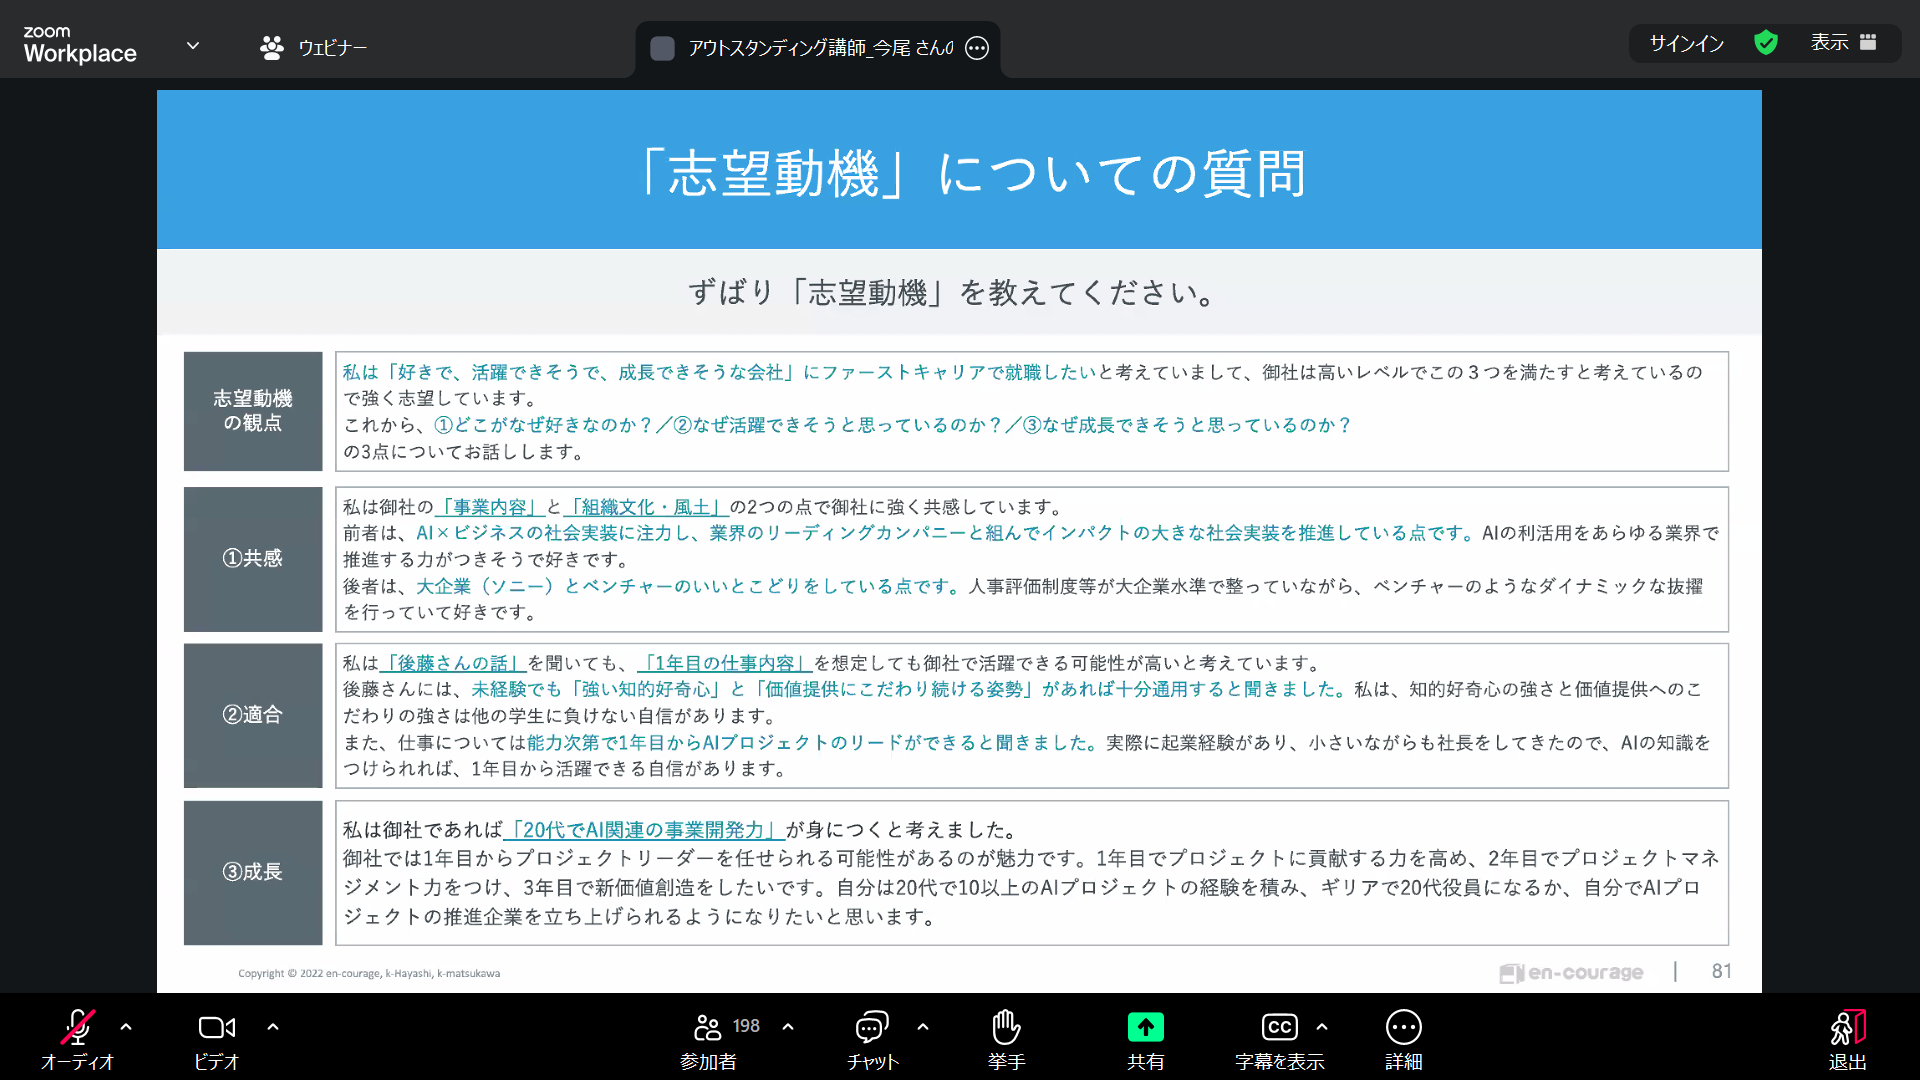 zoom
Workplace
ウェビナー
アウトスタンディング講師_今尾 さんの
サインイン
表示
「志望動機」についての質問
ずばり「志望動機」を教えてください。
志望動機
の観点
私は「好きで、活躍できそうで、成長できそうな会社」にファーストキャリアで就職したいと考えていまして、御社は高いレベルでこの３つを満たすと考えているの
で強く志望しています。
これから、①どこがなぜ好きなのか？／②なぜ活躍できそうと思っているのか？／③なぜ成長できそうと思っているのか？
の3点についてお話しします。
①共感
私は御社の「事業内容」と「組織文化・風土」の2つの点で御社に強く共感しています。
前者は、AI×ビジネスの社会実装に注力し、業界のリーディングカンパニーと組んでインパクトの大きな社会実装を推進している点です。AIの利活用をあらゆる業界で
推進する力がつきそうで好きです。
後者は、大企業（ソニー）とベンチャーのいいとこどりをしている点です。人事評価制度等が大企業水準で整っていながら、ベンチャーのようなダイナミックな抜擢
を行っていて好きです。
②適合
私は「後藤さんの話」を聞いても、「1年目の仕事内容」を想定しても御社で活躍できる可能性が高いと考えています。
後藤さんには、未経験でも「強い知的好奇心」と「価値提供にこだわり続ける姿勢」があれば十分通用すると聞きました。私は、知的好奇心の強さと価値提供へのこ
だわりの強さは他の学生に負けない自信があります。
また、仕事については能力次第で1年目からAIプロジェクトのリードができると聞きました。実際に起業経験があり、小さいながらも社長をしてきたので、AIの知識を
つけられれば、1年目から活躍できる自信があります。
③成長
私は御社であれば「20代でAI関連の事業開発力」が身につくと考えました。
御社では1年目からプロジェクトリーダーを任せられる可能性があるのが魅力です。1年目でプロジェクトに貢献する力を高め、2年目でプロジェクトマネ
ジメント力をつけ、3年目で新価値創造をしたいです。自分は20代で10以上のAIプロジェクトの経験を積み、ギリアで20代役員になるか、自分でAIプロ
ジェクトの推進企業を立ち上げられるようになりたいと思います。
Copyright © 2022 en-courage, k-Hayashi, k-matsukawa
en-courage | 81
オーディオ
ビデオ
198
参加者
チャット
挙手
共有
CC
字幕を表示
詳細
退出